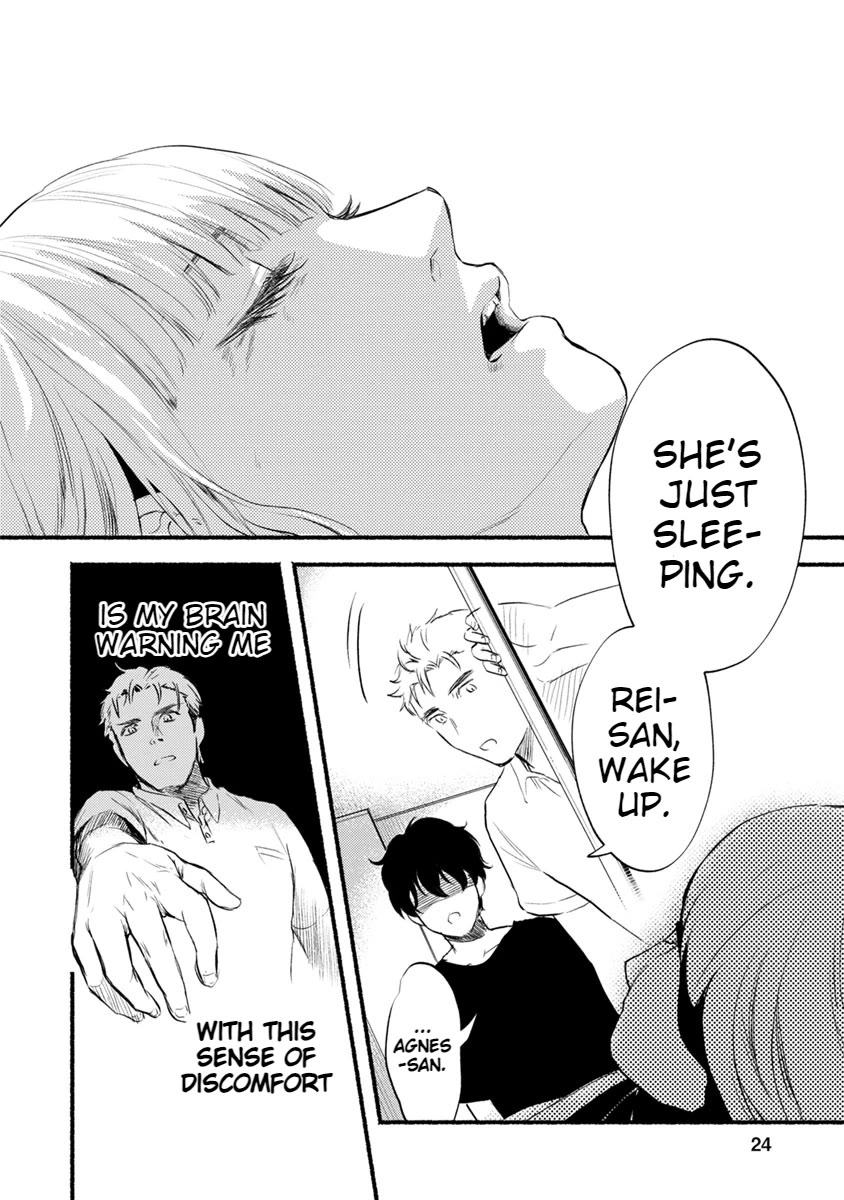 SHE'S
JUST
SLEE-
PING.
REI-
SAN,
WAKE
UP.
...
AGNES
-SAN.
IS MY BRAIN
WARNING ME
WITH THIS
SENSE OF
DISCOMFORT
24